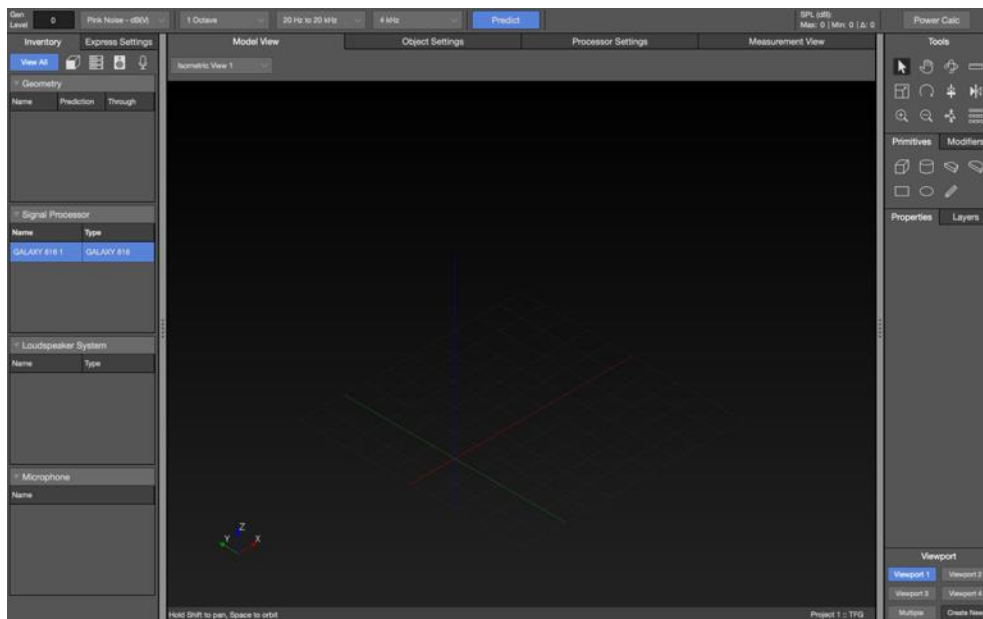 Gen Level 0 Pink Noise - dB(V) 1 Octave 20 Hz to 20 kHz 4 kHz Predict SPL (dB): Max: 0 | Min: 0 | Δ: 0 Power Calc
Inventory Express Settings Model View Object Settings Processor Settings Measurement View Tools
View All
Isometric View 1
Geometry
Name Prediction Through
Primitives Modifiers
Signal Processor
Name Type
GALAXY 816 1 GALAXY 816
Properties Layers
Loudspeaker System
Name Type
Microphone
Name
Z
Y X
Viewport
Viewport 1 Viewport 2
Viewport 3 Viewport 4
Multiple Create New
Hold Shift to pan, Space to orbit Project 1 :: TFG